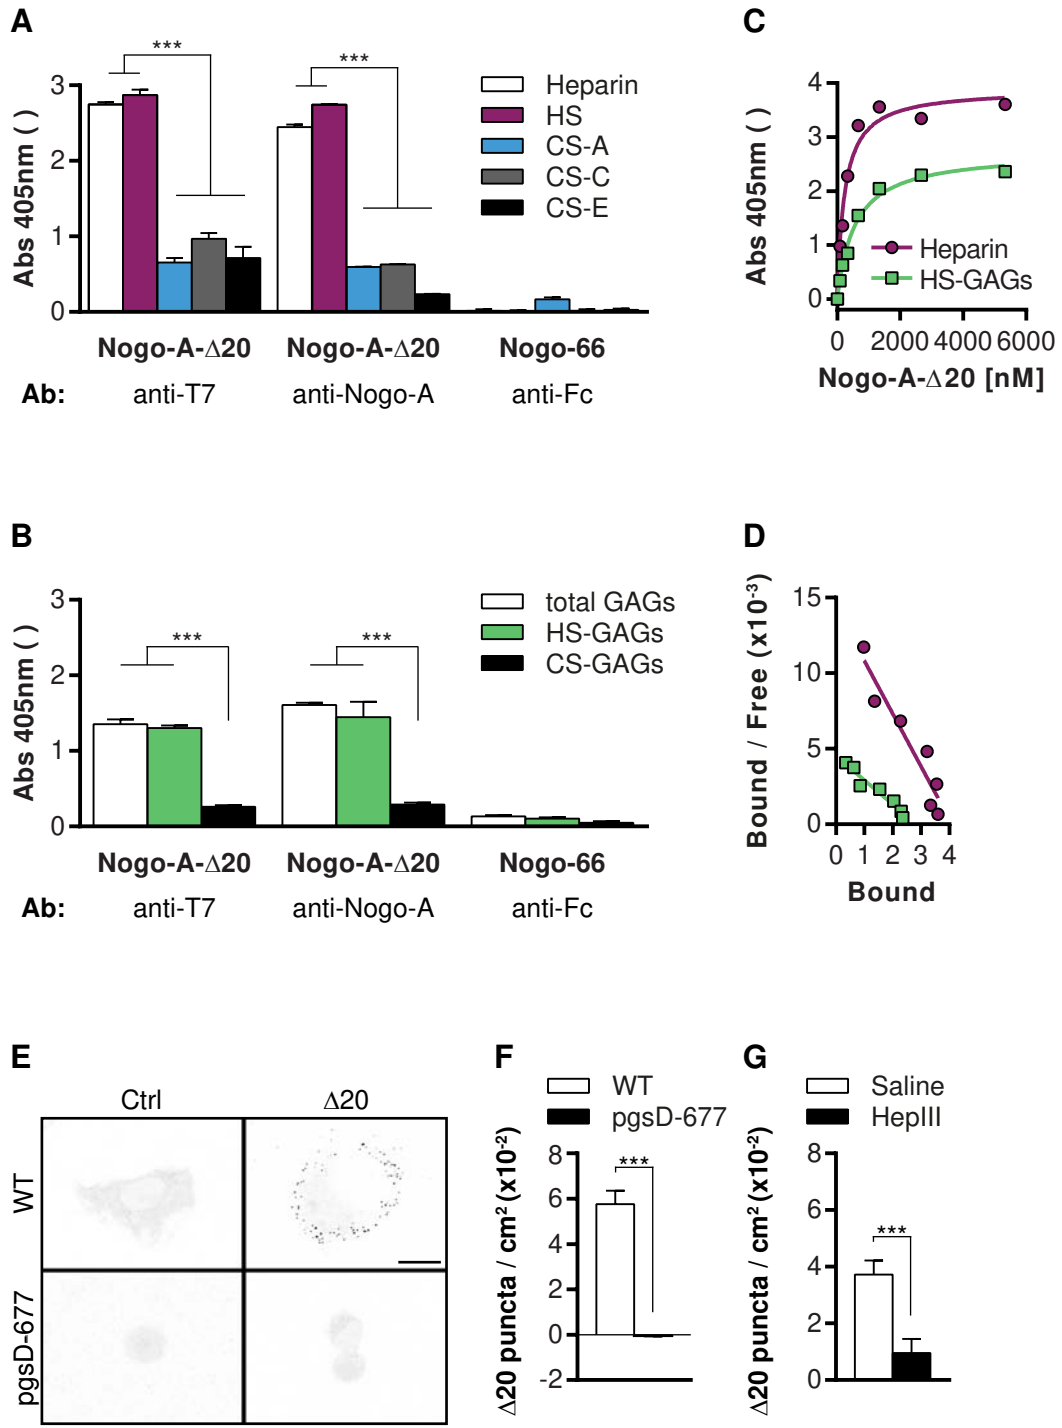 A
***
***
3
2
1
0
Abs 405nm ( )
Heparin
HS
CS-A
CS-C
CS-E
Nogo-A-Δ20
Nogo-A-Δ20
Nogo-66
Ab:
anti-T7
anti-Nogo-A
anti-Fc
C
4
3
2
1
0
Abs 405nm ( )
Heparin
HS-GAGs
0
2000
4000
6000
Nogo-A-Δ20 [nM]
B
***
***
3
2
1
0
Abs 405nm ( )
total GAGs
HS-GAGs
CS-GAGs
Nogo-A-Δ20
Nogo-A-Δ20
Nogo-66
Ab:
anti-T7
anti-Nogo-A
anti-Fc
D
15
10
5
0
Bound / Free (x10⁻³)
0 1 2 3 4
Bound
E
Ctrl
Δ20
WT
pgsD-677
F
WT
pgsD-677
***
8
6
4
2
0
-2
Δ20 puncta / cm² (x10⁻²)
G
Saline
HepIII
***
8
6
4
2
0
Δ20 puncta / cm² (x10⁻²)